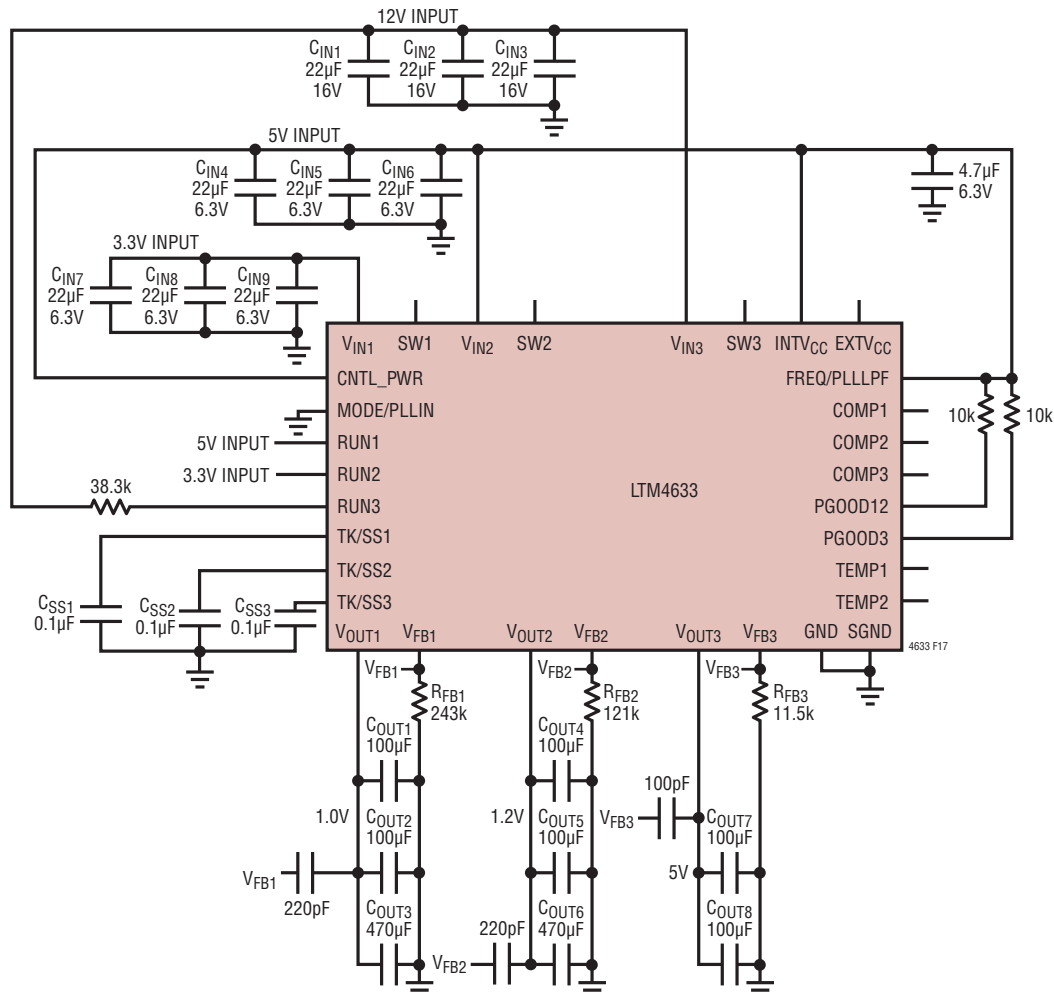 12V INPUT
CIN1
22µF
16V
CIN2
22µF
16V
CIN3
22µF
16V
5V INPUT
CIN4
22µF
6.3V
CIN5
22µF
6.3V
CIN6
22µF
6.3V
4.7µF
6.3V
3.3V INPUT
CIN7
22µF
6.3V
CIN8
22µF
6.3V
CIN9
22µF
6.3V
VIN1
SW1
VIN2
SW2
VIN3
SW3
INTVCC
EXTVCC
CNTL_PWR
MODE/PLLIN
5V INPUT
RUN1
3.3V INPUT
RUN2
38.3k
RUN3
TK/SS1
TK/SS2
TK/SS3
LTM4633
FREQ/PLLLPF
COMP1
COMP2
COMP3
PGOOD12
PGOOD3
TEMP1
TEMP2
10k
10k
CSS1
0.1µF
CSS2
0.1µF
CSS3
0.1µF
VOUT1
VFB1
VOUT2
VFB2
VOUT3
VFB3
GND
SGND
4633 F17
VFB1
RFB1
243k
VFB2
RFB2
121k
VFB3
RFB3
11.5k
COUT1
100µF
1.0V
COUT2
100µF
VFB1
220pF
COUT3
470µF
COUT4
100µF
1.2V
COUT5
100µF
220pF
VFB2
COUT6
470µF
100pF
VFB3
COUT7
100µF
5V
COUT8
100µF